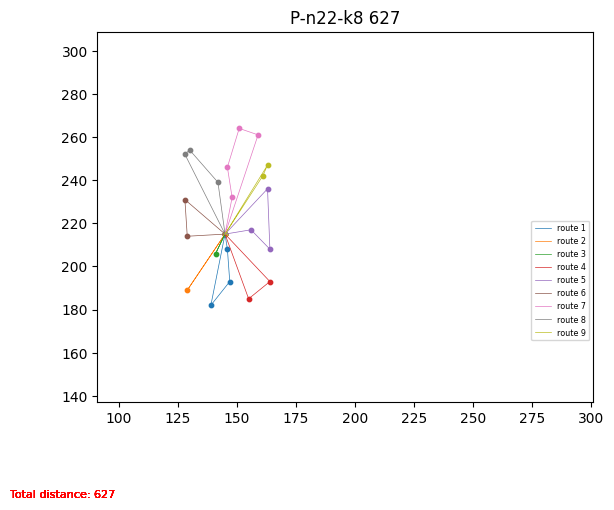 P-n22-k8 627
300
280
260
240
220
200
180
160
140
100
125
150
175
200
225
250
275
300
route 1
route 2
route 3
route 4
route 5
route 6
route 7
route 8
route 9
Total distance: 627